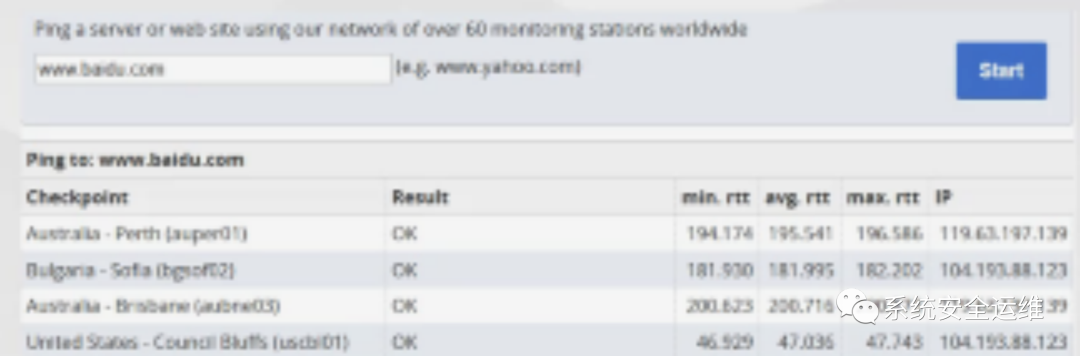 Ping a server or web site using our network of over 60 monitoring stations worldwide
www.baidu.com (e.g. www.yahoo.com) Start
Ping to: www.baidu.com
Checkpoint Result min. rtt avg. rtt max. rtt IP
Australia - Perth (auper01) OK 194.174 195.541 196.586 119.63.197.139
Bulgaria - Sofia (bgsof02) OK 181.930 181.995 182.202 104.193.88.123
Australia - Brisbane (aubne03) OK 200.623 200.716
系统安全运维
United States - Council Bluffs (uscbl01) OK 46.929 47.036 47.743 104.193.88.123